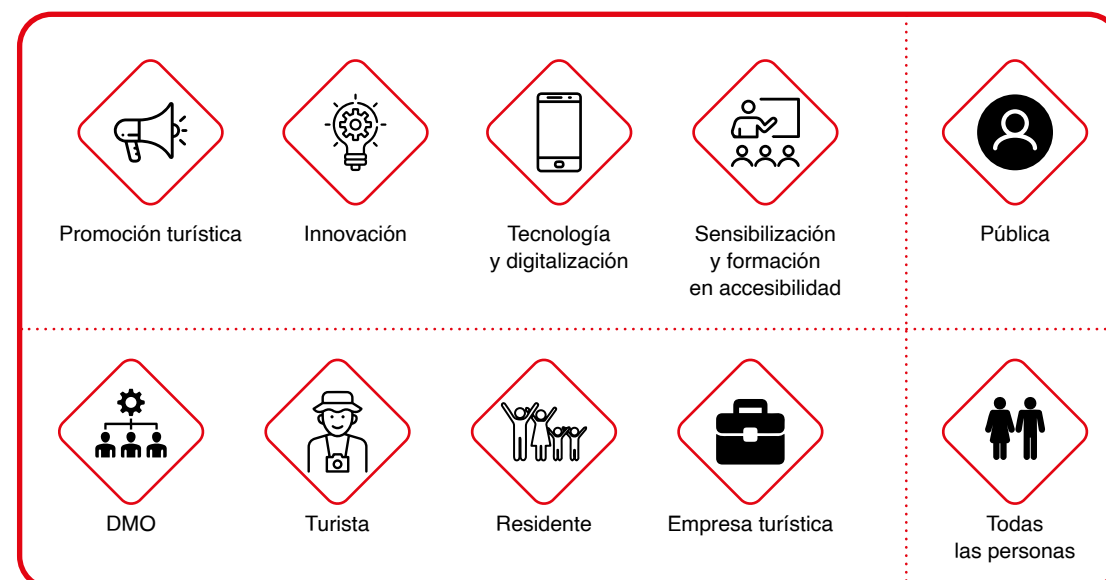 Promoción turística
Innovación
Tecnología
y digitalización
Sensibilización
y formación
en accesibilidad
Pública
DMO
Turista
Residente
Empresa turística
Todas
las personas